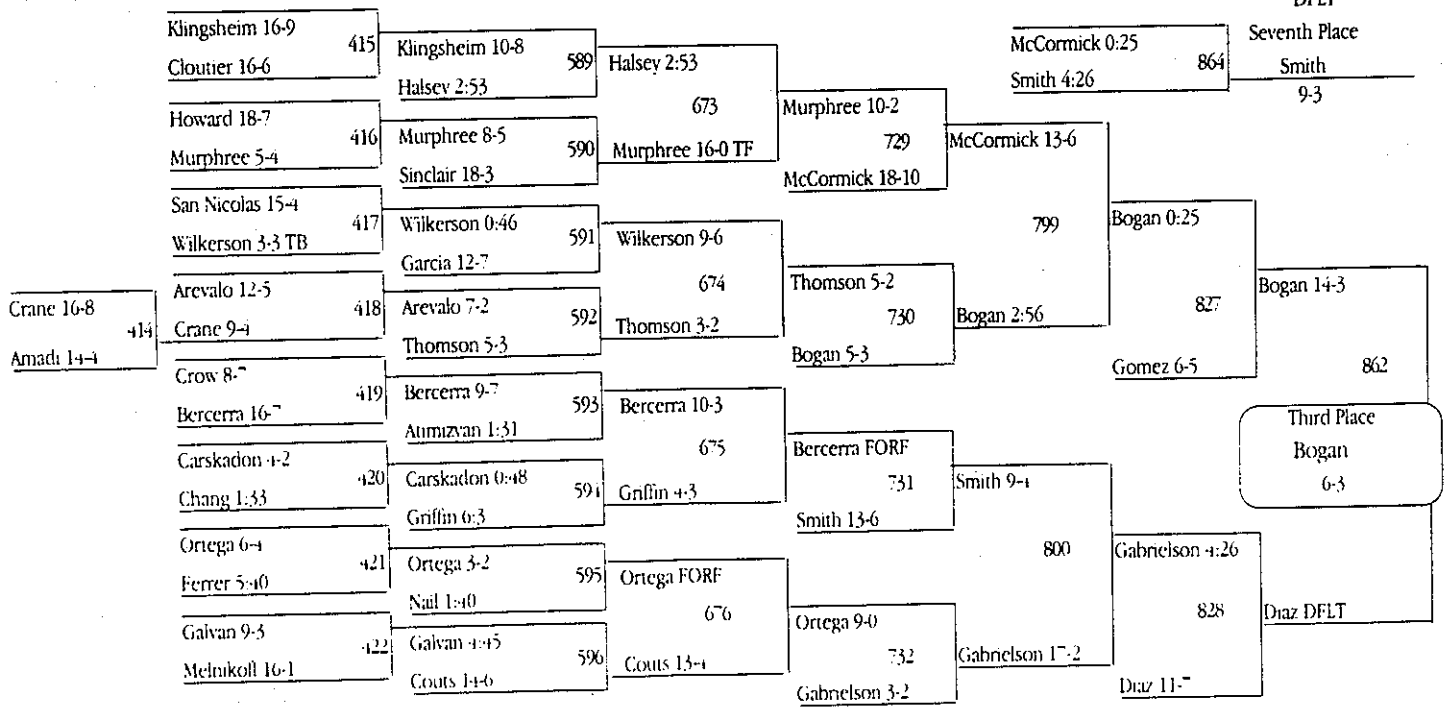 DFLT
Klingsheim 16-9
415
Cloutier 16-6
Klingsheim 10-8
589
Halsey 2:53
Halsey 2:53
673
Murphree 16-0 TF
McCormick 0:25
864
Smith 4:26
Seventh Place
Smith
9-3
Howard 18-7
416
Murphree 5-4
Murphree 8-5
590
Sinclair 18-3
Murphree 10-2
729
McCormick 18-10
McCormick 13-6
799
Bogan 2:56
San Nicolas 15-4
417
Wilkerson 3-3 TB
Wilkerson 0:46
591
Garcia 12-7
Wilkerson 9-6
674
Thomson 3-2
Thomson 5-2
730
Bogan 5-3
Bogan 0:25
827
Gomez 6-5
Bogan 14-3
862
Crane 16-8
414
Amadi 14-4
Arevalo 12-5
418
Crane 9-4
Arevalo 7-2
592
Thomson 5-3
Crow 8-7
419
Bercerra 16-7
Bercerra 9-7
593
Atimizvan 1:31
Bercerra 10-3
675
Griffin 4-3
Third Place
Bogan
6-3
Carskadon 4-2
420
Chang 1:33
Carskadon 0:48
594
Griffin 6:3
Bercerra FORF
731
Smith 13-6
Smith 9-4
800
Gabrielson 17-2
Ortega 6-4
421
Ferrer 5:40
Ortega 3-2
595
Nail 1:40
Ortega FORF
676
Couts 13-4
Gabrielson 4:26
828
Diaz 11-7
Diaz DFLT
Galvan 9-3
422
Melnikoff 16-1
Galvan 4:45
596
Couts 14-6
Ortega 9-0
732
Gabrielson 3-2